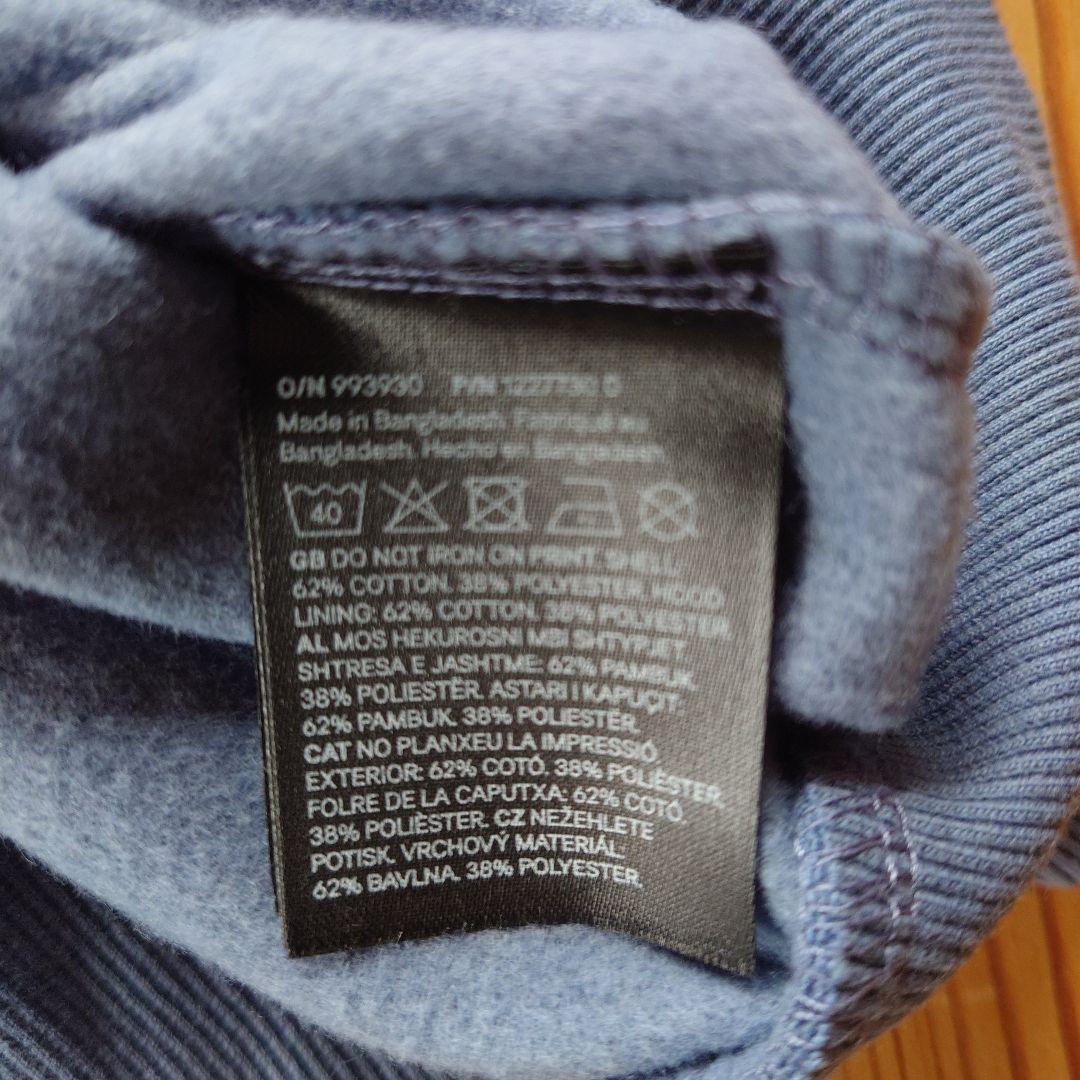 O/N 993930 P/N 1227730 0
Made in Bangladesh. Fabriqué au
Bangladesh. Hecho en Bangladesh.
40
GB DO NOT IRON ON PRINT. SHELL:
62% COTTON. 38% POLYESTER. HOOD
LINING: 62% COTTON. 38% POLYESTER.
AL MOS HEKUROSNI MBI SHTYPJET.
SHTRESA E JASHTME: 62% PAMBUK.
38% POLIESTËR. ASTARI I KAPUÇIT:
62% PAMBUK. 38% POLIESTËR.
CAT NO PLANXEU LA IMPRESSIÓ.
EXTERIOR: 62% COTÓ. 38% POLIÈSTER.
FOLRE DE LA CAPUTXA: 62% COTÓ.
38% POLIÈSTER. CZ NEŽEHLETE
POTISK. VRCHOVÝ MATERIÁL:
62% BAVLNA. 38% POLYESTER.